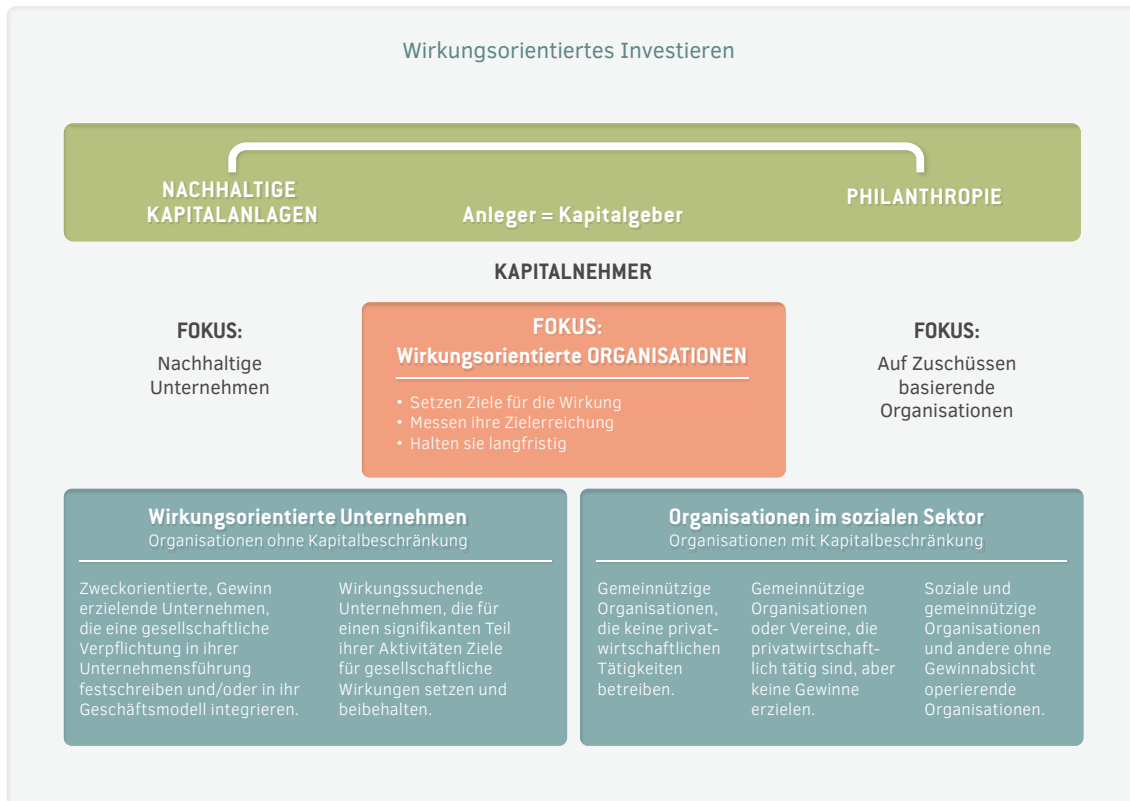 Wirkungsorientiertes Investieren
NACHHALTIGE
KAPITALANLAGEN
Anleger = Kapitalgeber
PHILANTHROPIE
KAPITALNEHMER
FOKUS:
Nachhaltige
Unternehmen
FOKUS:
Wirkungsorientierte ORGANISATIONEN
• Setzen Ziele für die Wirkung
• Messen ihre Zielerreichung
• Halten sie langfristig
FOKUS:
Auf Zuschüssen
basierende
Organisationen
Wirkungsorientierte Unternehmen
Organisationen ohne Kapitalbeschränkung
Zweckorientierte, Gewinn
erzielende Unternehmen,
die eine gesellschaftliche
Verpflichtung in ihrer
Unternehmensführung
festschreiben und/oder in ihr
Geschäftsmodell integrieren.
Wirkungssuchende
Unternehmen, die für
einen signifikanten Teil
ihrer Aktivitäten Ziele
für gesellschaftliche
Wirkungen setzen und
beibehalten.
Organisationen im sozialen Sektor
Organisationen mit Kapitalbeschränkung
Gemeinnützige
Organisationen,
die keine privat-
wirtschaftlichen
Tätigkeiten
betreiben.
Gemeinnützige
Organisationen
oder Vereine, die
privatwirtschaft-
lich tätig sind, aber
keine Gewinne
erzielen.
Soziale und
gemeinnützige
Organisationen
und andere ohne
Gewinnabsicht
operierende
Organisationen.